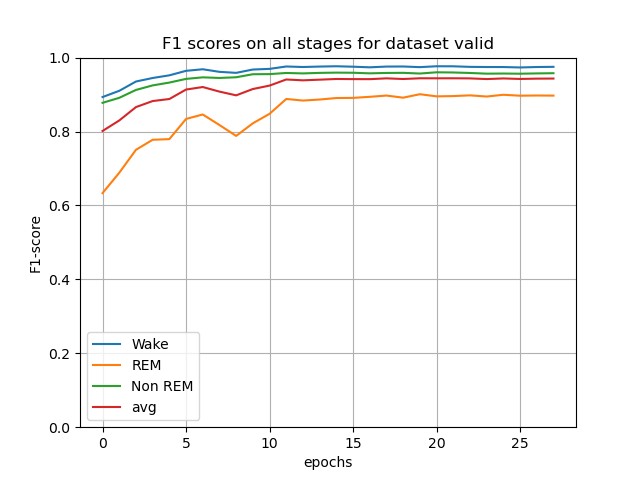 F1 scores on all stages for dataset valid
F1-score
1.0
0.8
0.6
0.4
0.2
0.0
Wake
REM
Non REM
avg
0 5 10 15 20 25
epochs